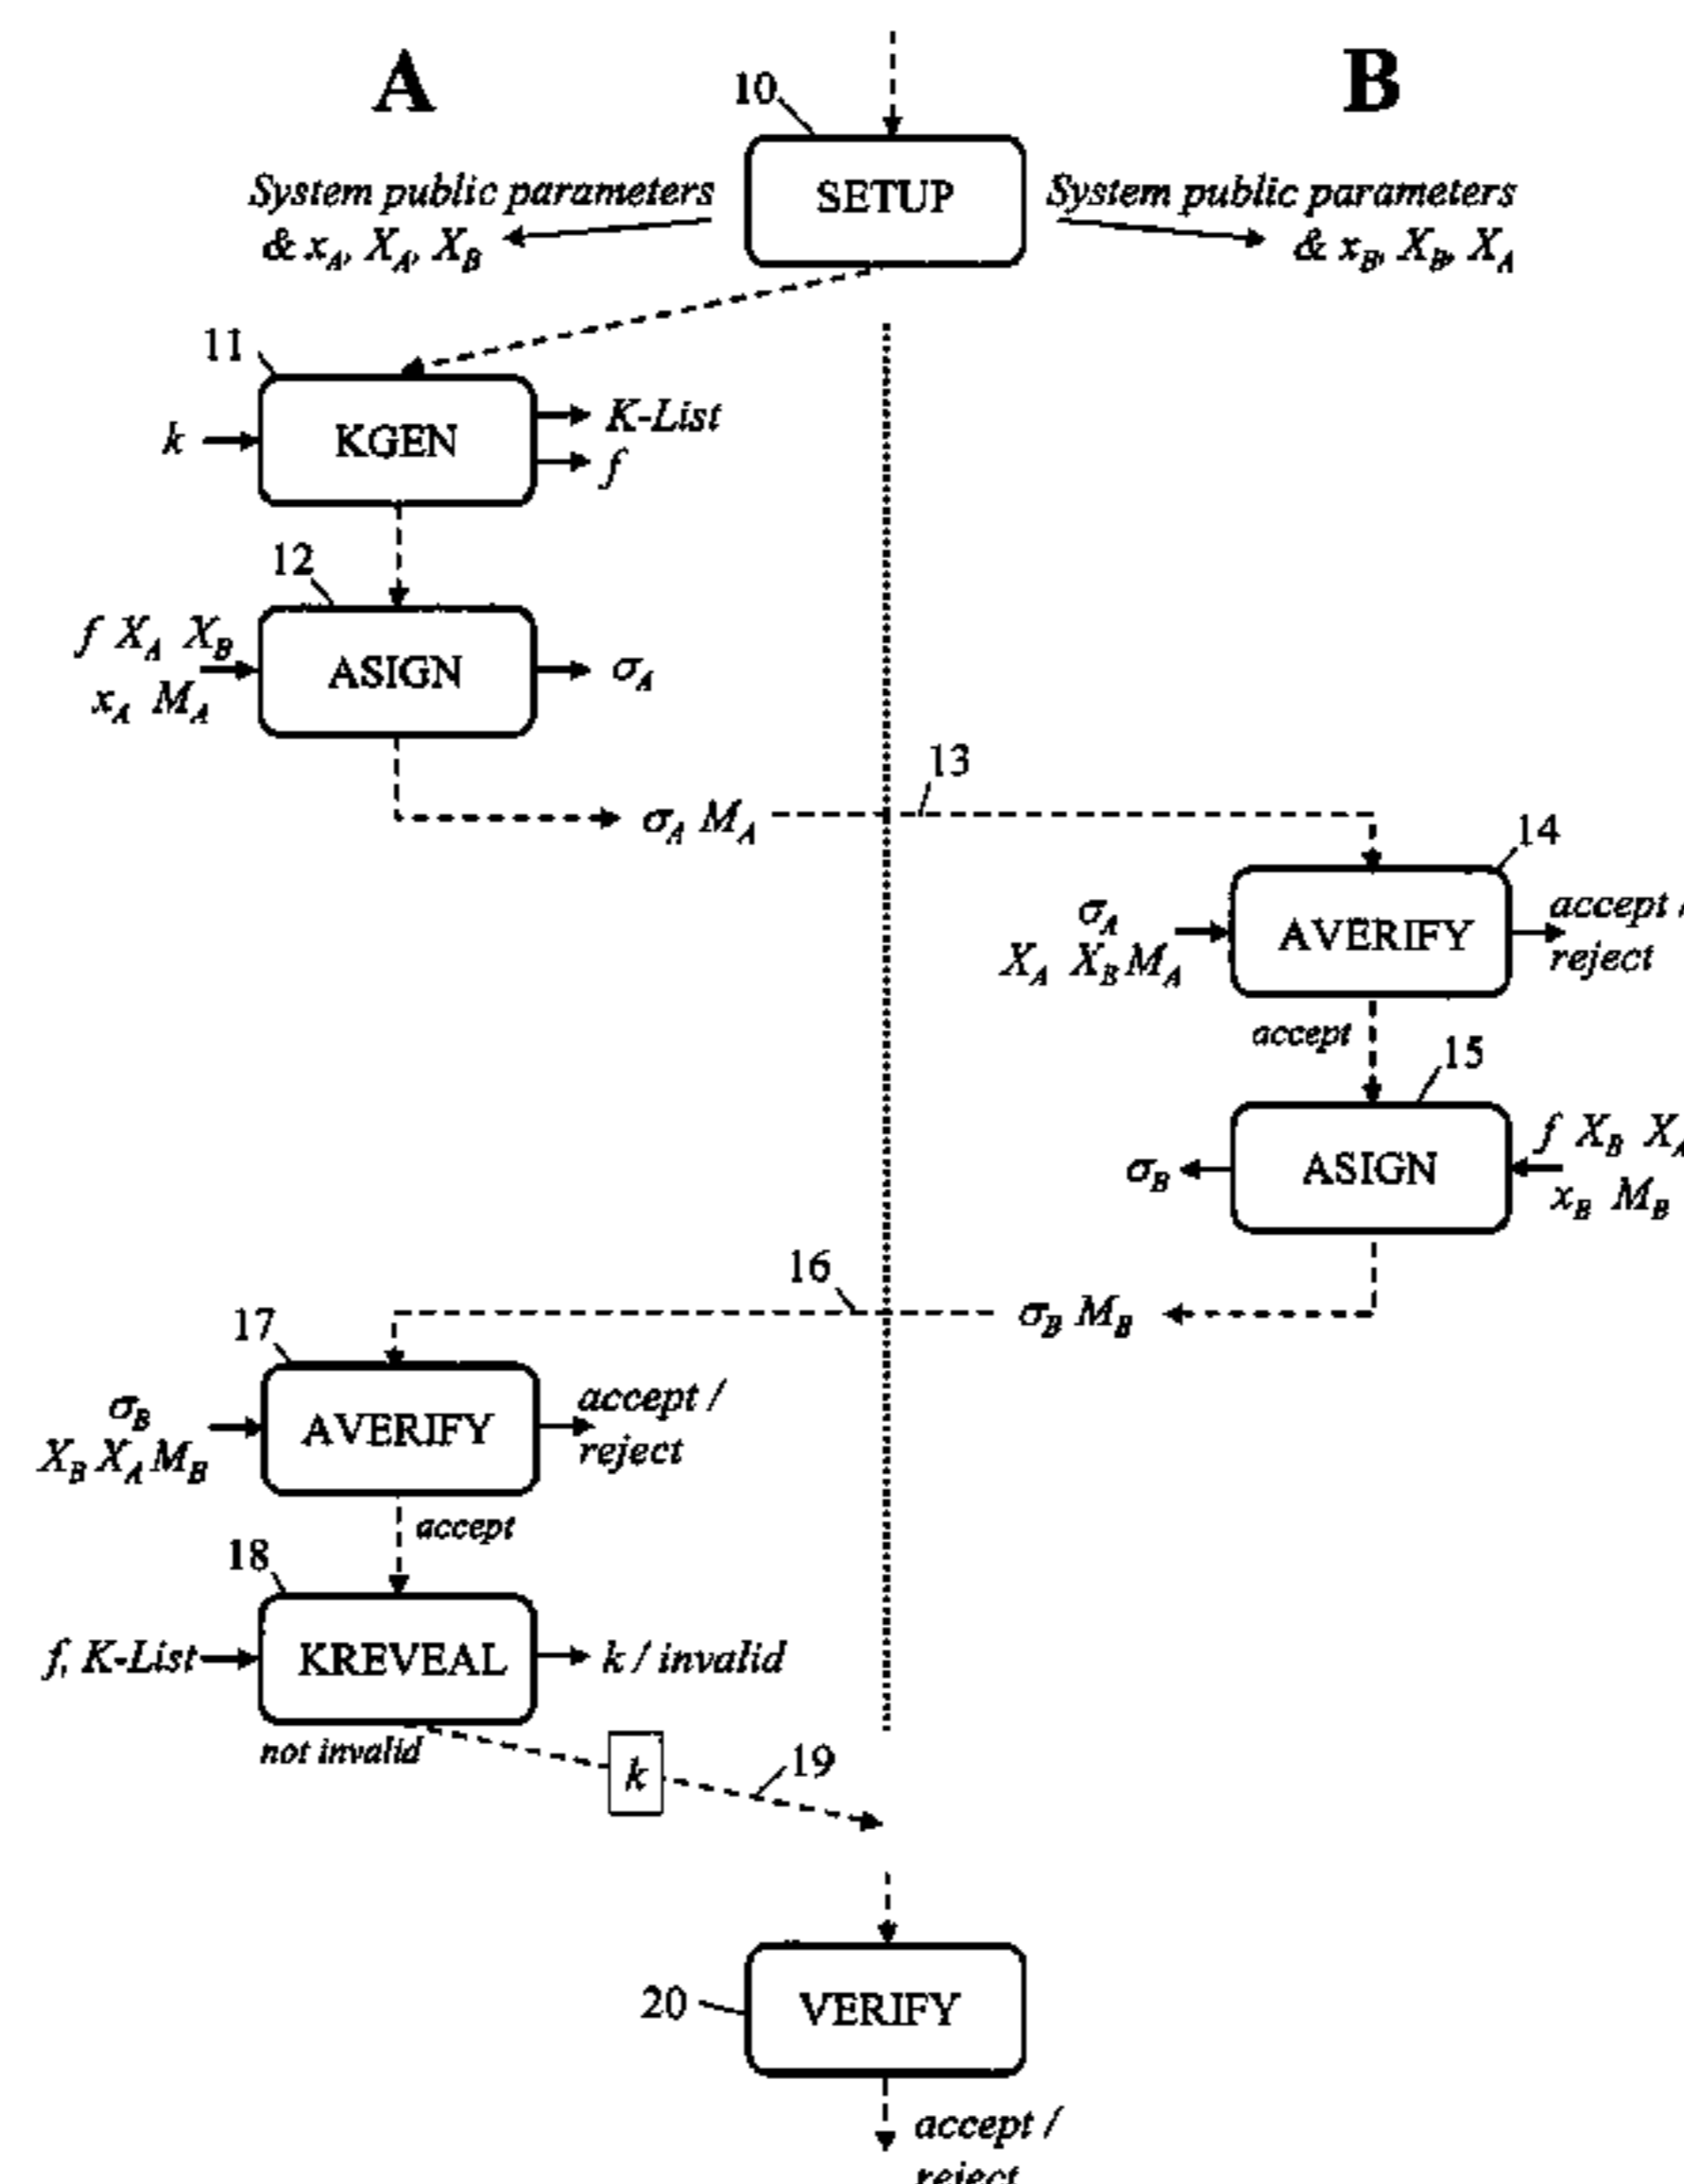 A
B
10
SETUP
System public parameters
& x_A, X_A, X_B
System public parameters
& x_B, X_B, X_A
11
k
KGEN
K-List
f
12
f X_A X_B
x_A M_A
ASIGN
σ_A
13
σ_A M_A
14
σ_A
X_A X_B M_A
AVERIFY
accept /
reject
accept
15
σ_B
ASIGN
f X_B X_A
x_B M_B
16
σ_B M_B
17
σ_B
X_B X_A M_B
AVERIFY
accept /
reject
accept
18
f, K-List
KREVEAL
k / invalid
not invalid
k
19
20
VERIFY
accept /
reject